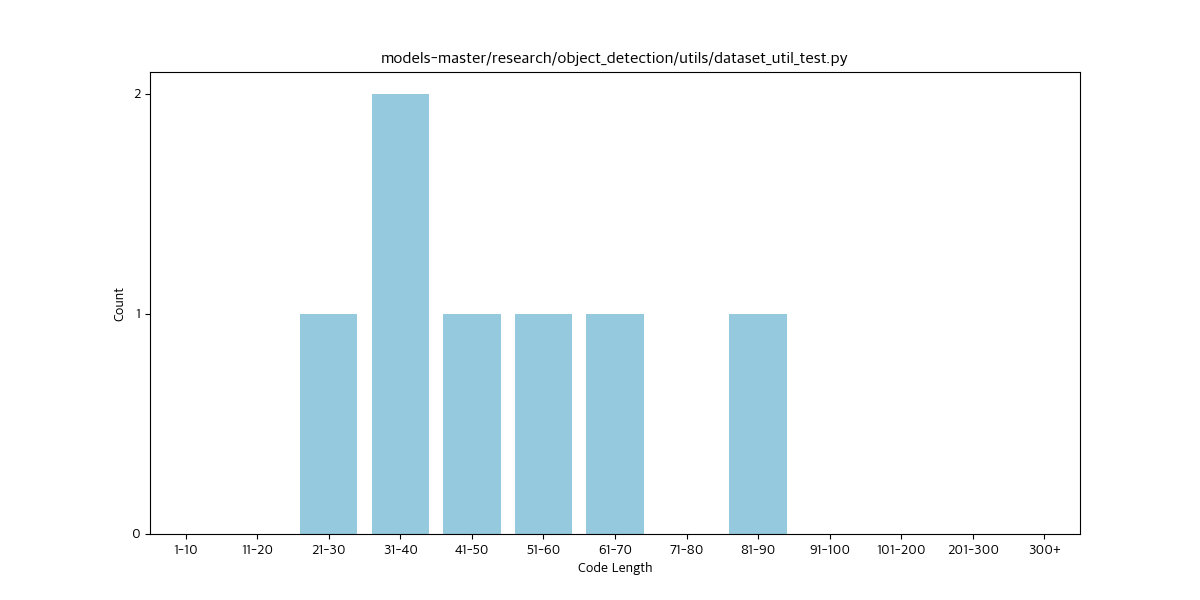 models-master/research/object_detection/utils/dataset_util_test.py
2
1
0
Count
1-10 11-20 21-30 31-40 41-50 51-60 61-70 71-80 81-90 91-100 101-200 201-300 300+
Code Length